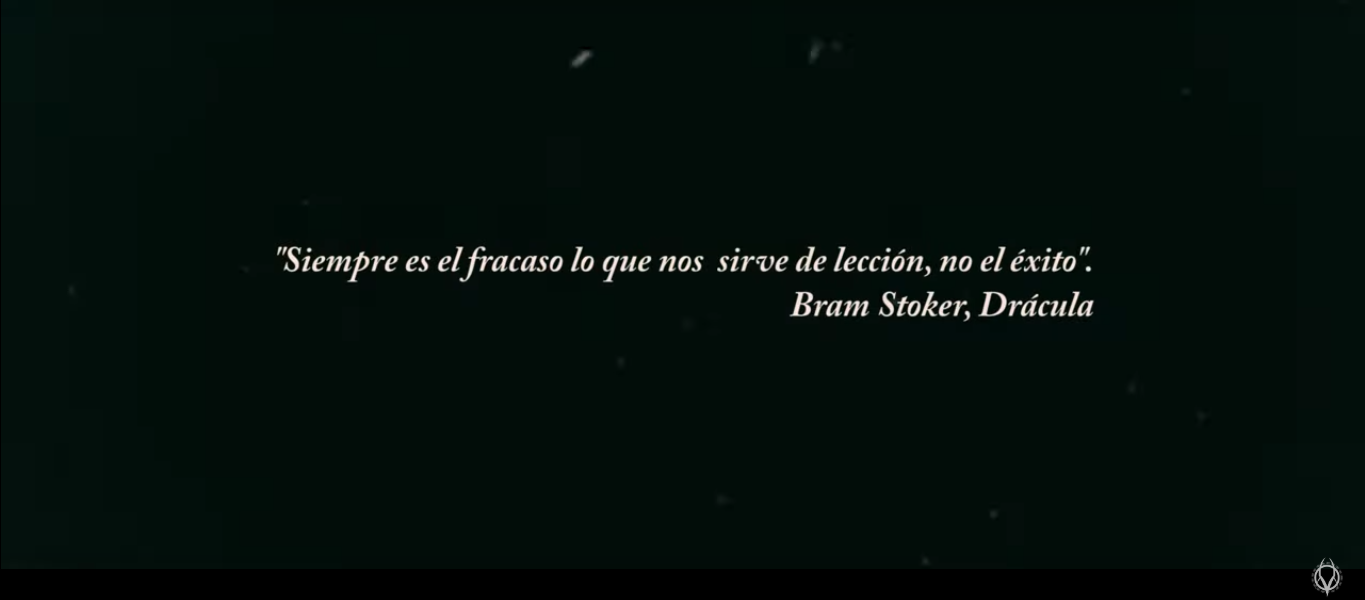 "Siempre es el fracaso lo que nos  sirve de lección, no el éxito".
Bram Stoker, Drácula